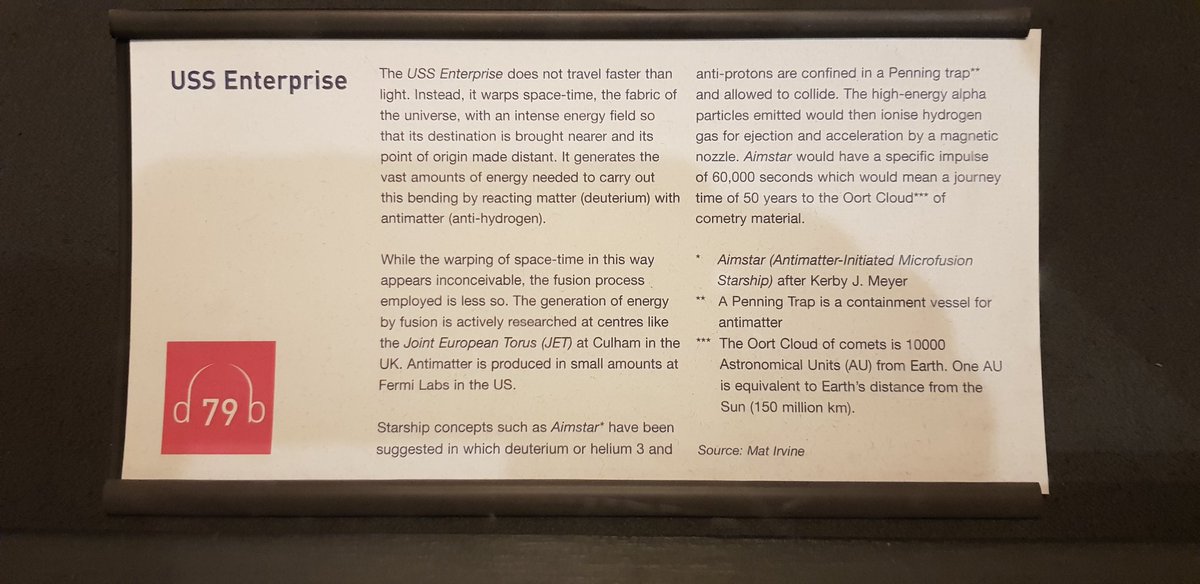 USS Enterprise
The USS Enterprise does not travel faster than
light. Instead, it warps space-time, the fabric of
the universe, with an intense energy field so
that its destination is brought nearer and its
point of origin made distant. It generates the
vast amounts of energy needed to carry out
this bending by reacting matter (deuterium) with
antimatter (anti-hydrogen).
While the warping of space-time in this way
appears inconceivable, the fusion process
employed is less so. The generation of energy
by fusion is actively researched at centres like
the Joint European Torus (JET) at Culham in the
UK. Antimatter is produced in small amounts at
Fermi Labs in the US.
Starship concepts such as Aimstar* have been
suggested in which deuterium or helium 3 and
anti-protons are confined in a Penning trap**
and allowed to collide. The high-energy alpha
particles emitted would then ionise hydrogen
gas for ejection and acceleration by a magnetic
nozzle. Aimstar would have a specific impulse
of 60,000 seconds which would mean a journey
time of 50 years to the Oort Cloud*** of
cometry material.
* Aimstar (Antimatter-Initiated Microfusion
Starship) after Kerby J. Meyer
** A Penning Trap is a containment vessel for
antimatter
*** The Oort Cloud of comets is 10000
Astronomical Units (AU) from Earth. One AU
is equivalent to Earth's distance from the
Sun (150 million km).
Source: Mat Irvine
d 79 b